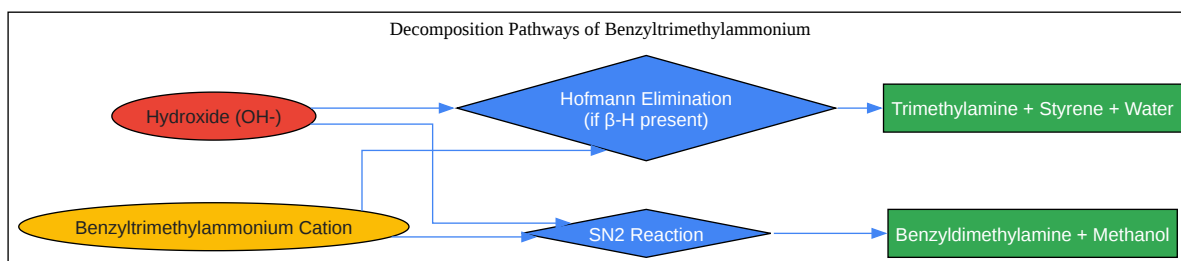 Decomposition Pathways of Benzyltrimethylammonium
Hydroxide (OH-)
Hofmann Elimination
(if β-H present)
Trimethylamine + Styrene + Water
Benzyltrimethylammonium Cation
SN2 Reaction
Benzyldimethylamine + Methanol